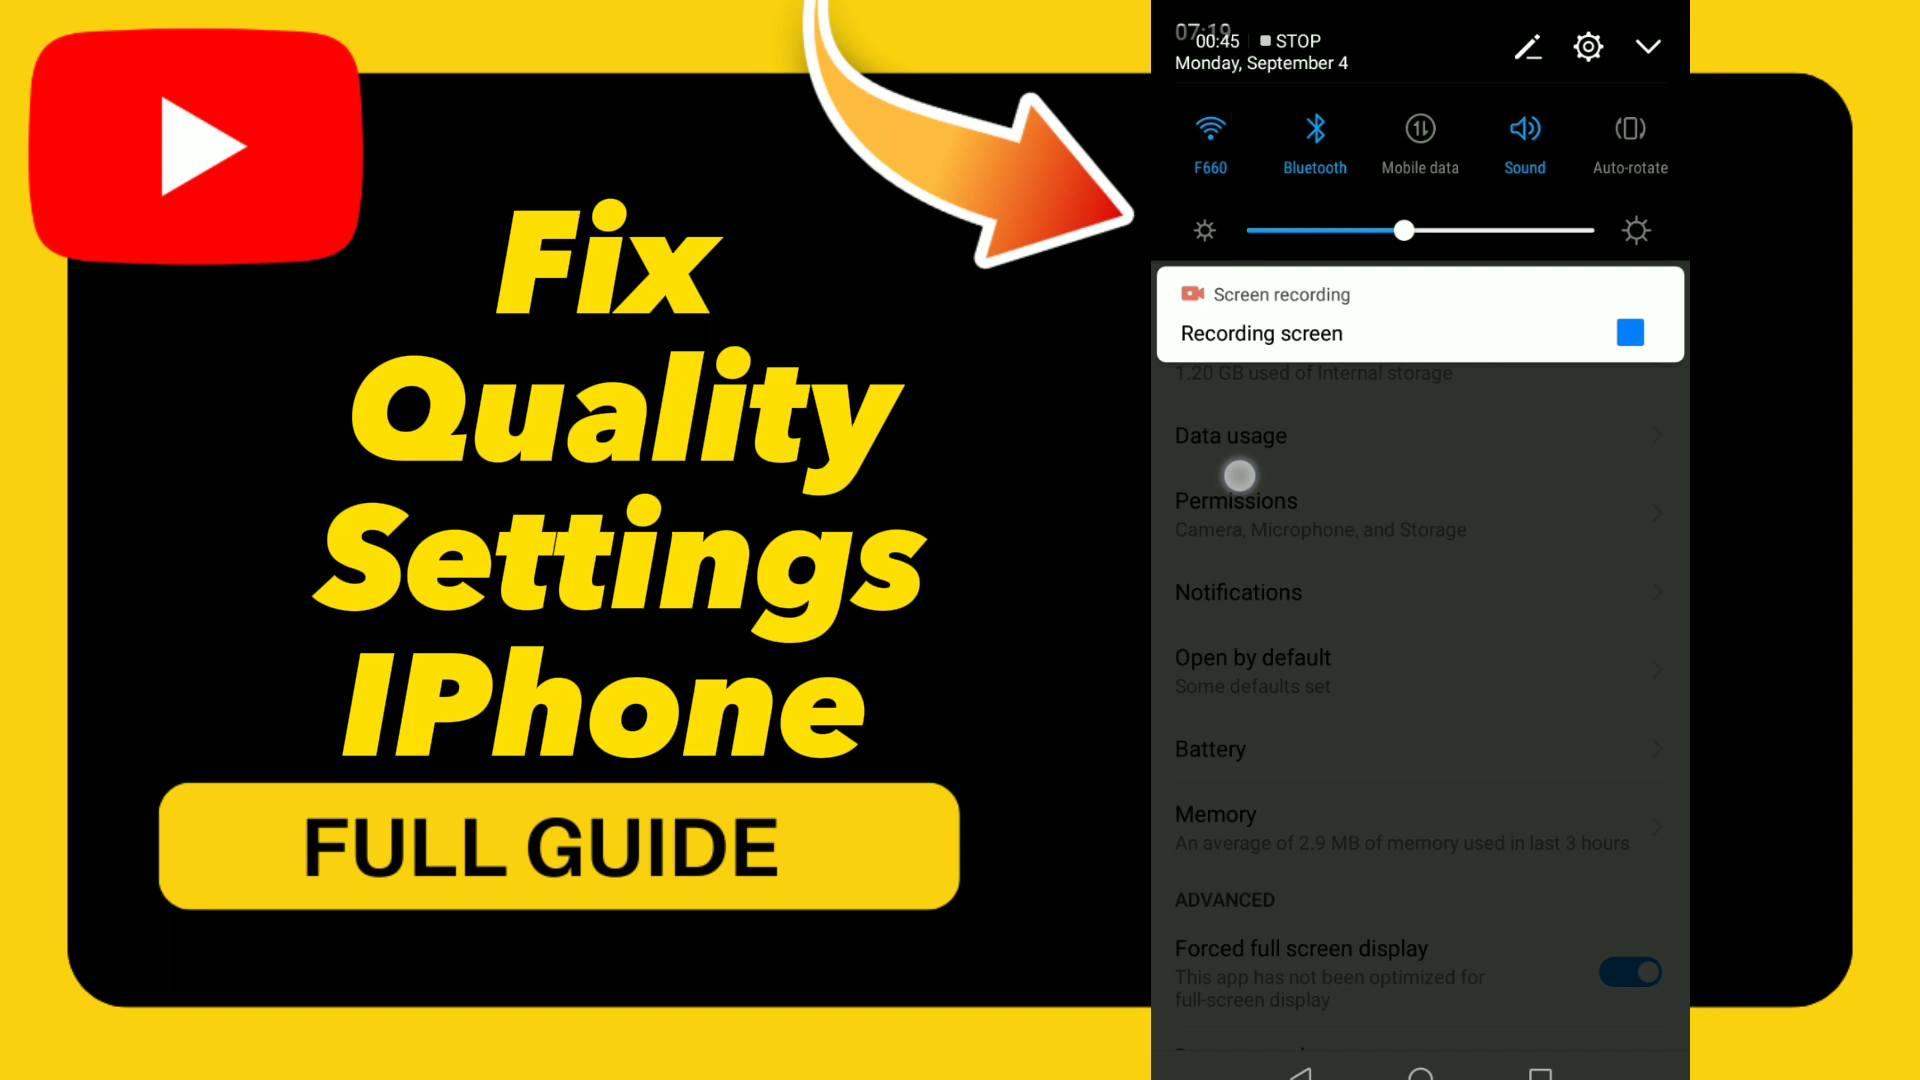 Fix
Quality
Settings
IPhone
FULL GUIDE
07:19
00:45 STOP
Monday, September 4
F660
Bluetooth
Mobile data
Sound
Auto-rotate
Screen recording
Recording screen
1.20 GB used of Internal storage
Data usage
Permissions
Camera, Microphone, and Storage
Notifications
Open by default
Some defaults set
Battery
Memory
An average of 2.9 MB of memory used in last 3 hours
ADVANCED
Forced full screen display
This app has not been optimized for
full-screen display